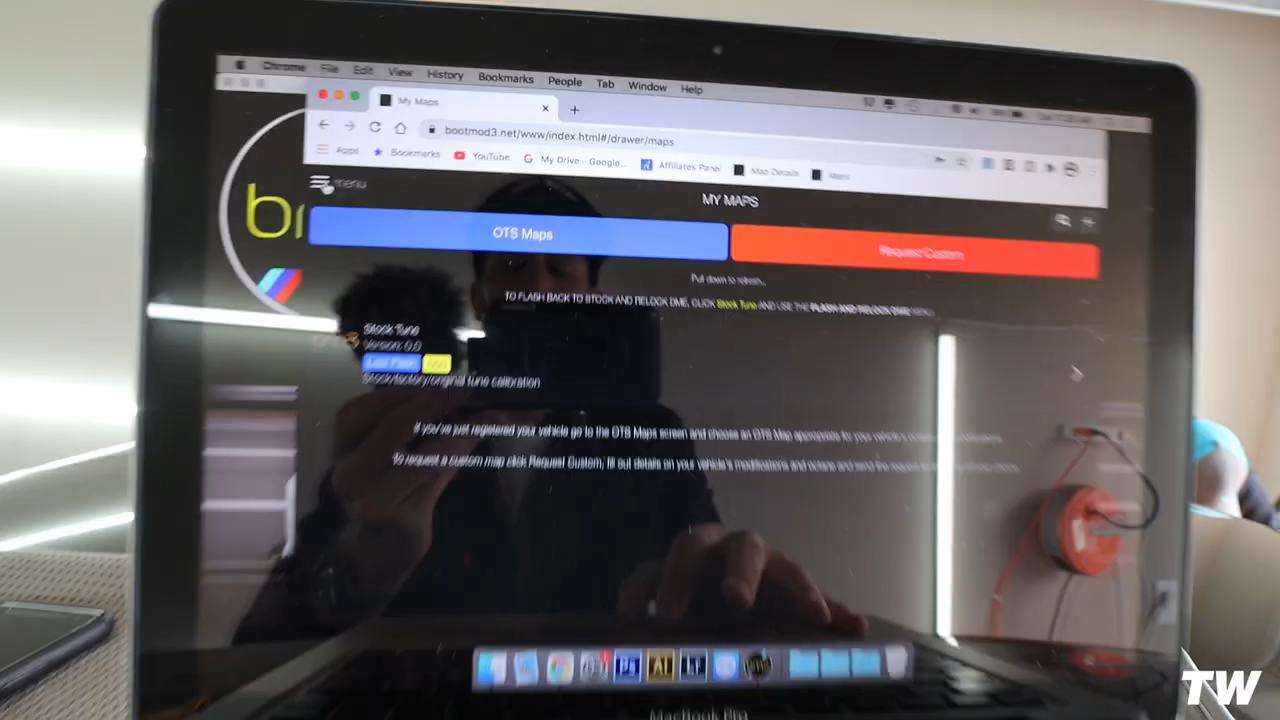 Chrome File Edit View History Bookmarks People Tab Window Help
My Maps
bootmod3.net/www/index.html#/drawer/maps
Apps Bookmarks YouTube My Drive - Google... Affiliates Panel Map Details Maps
menu
MY MAPS
OTS Maps Request Custom
Pull down to refresh...
TO FLASH BACK TO STOCK AND RELOCK DME, CLICK Stock Tune AND USE THE FLASH AND RELOCK DME
Stock Tune
Version: 0.0
Stock/factory/original tune calibration
If you've just registered your vehicle go to the OTS Maps screen and choose an OTS Map appropriate for your vehicle's
To request a custom map click Request Custom, fill out details on your vehicle's modifications and octane and send the request
Ai
MacBook Pro
TW